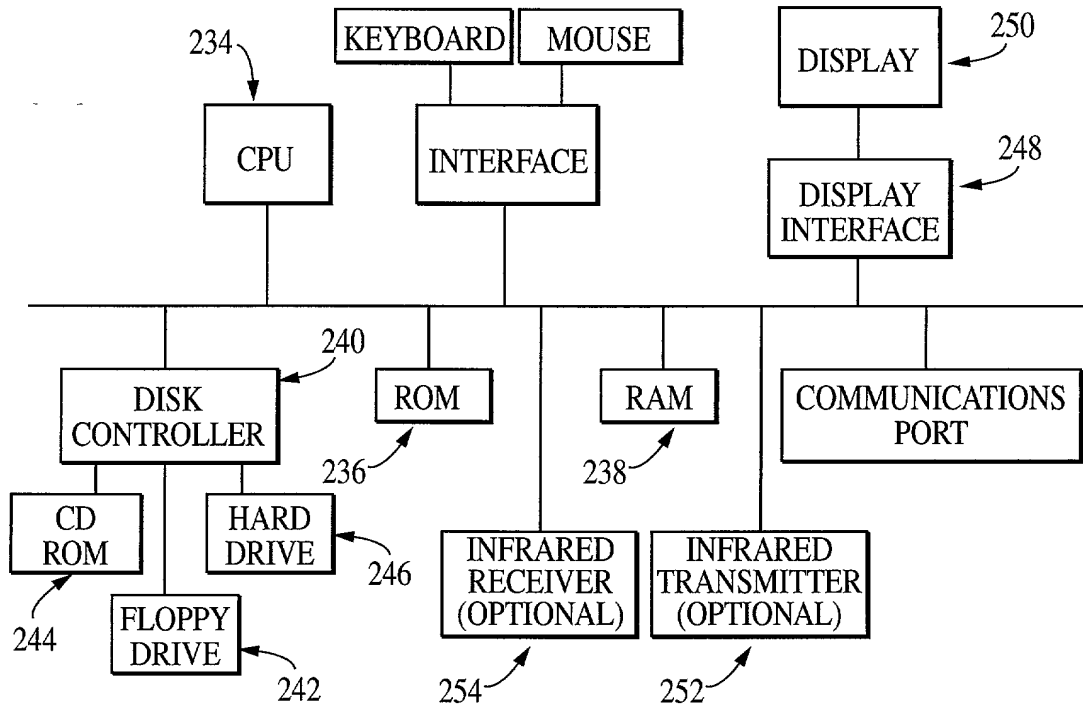 234
KEYBOARD
MOUSE
DISPLAY
250
CPU
INTERFACE
248
DISPLAY
INTERFACE
240
DISK
CONTROLLER
ROM
236
RAM
238
COMMUNICATIONS
PORT
CD
ROM
244
HARD
DRIVE
246
FLOPPY
DRIVE
242
INFRARED
RECEIVER
(OPTIONAL)
254
INFRARED
TRANSMITTER
(OPTIONAL)
252